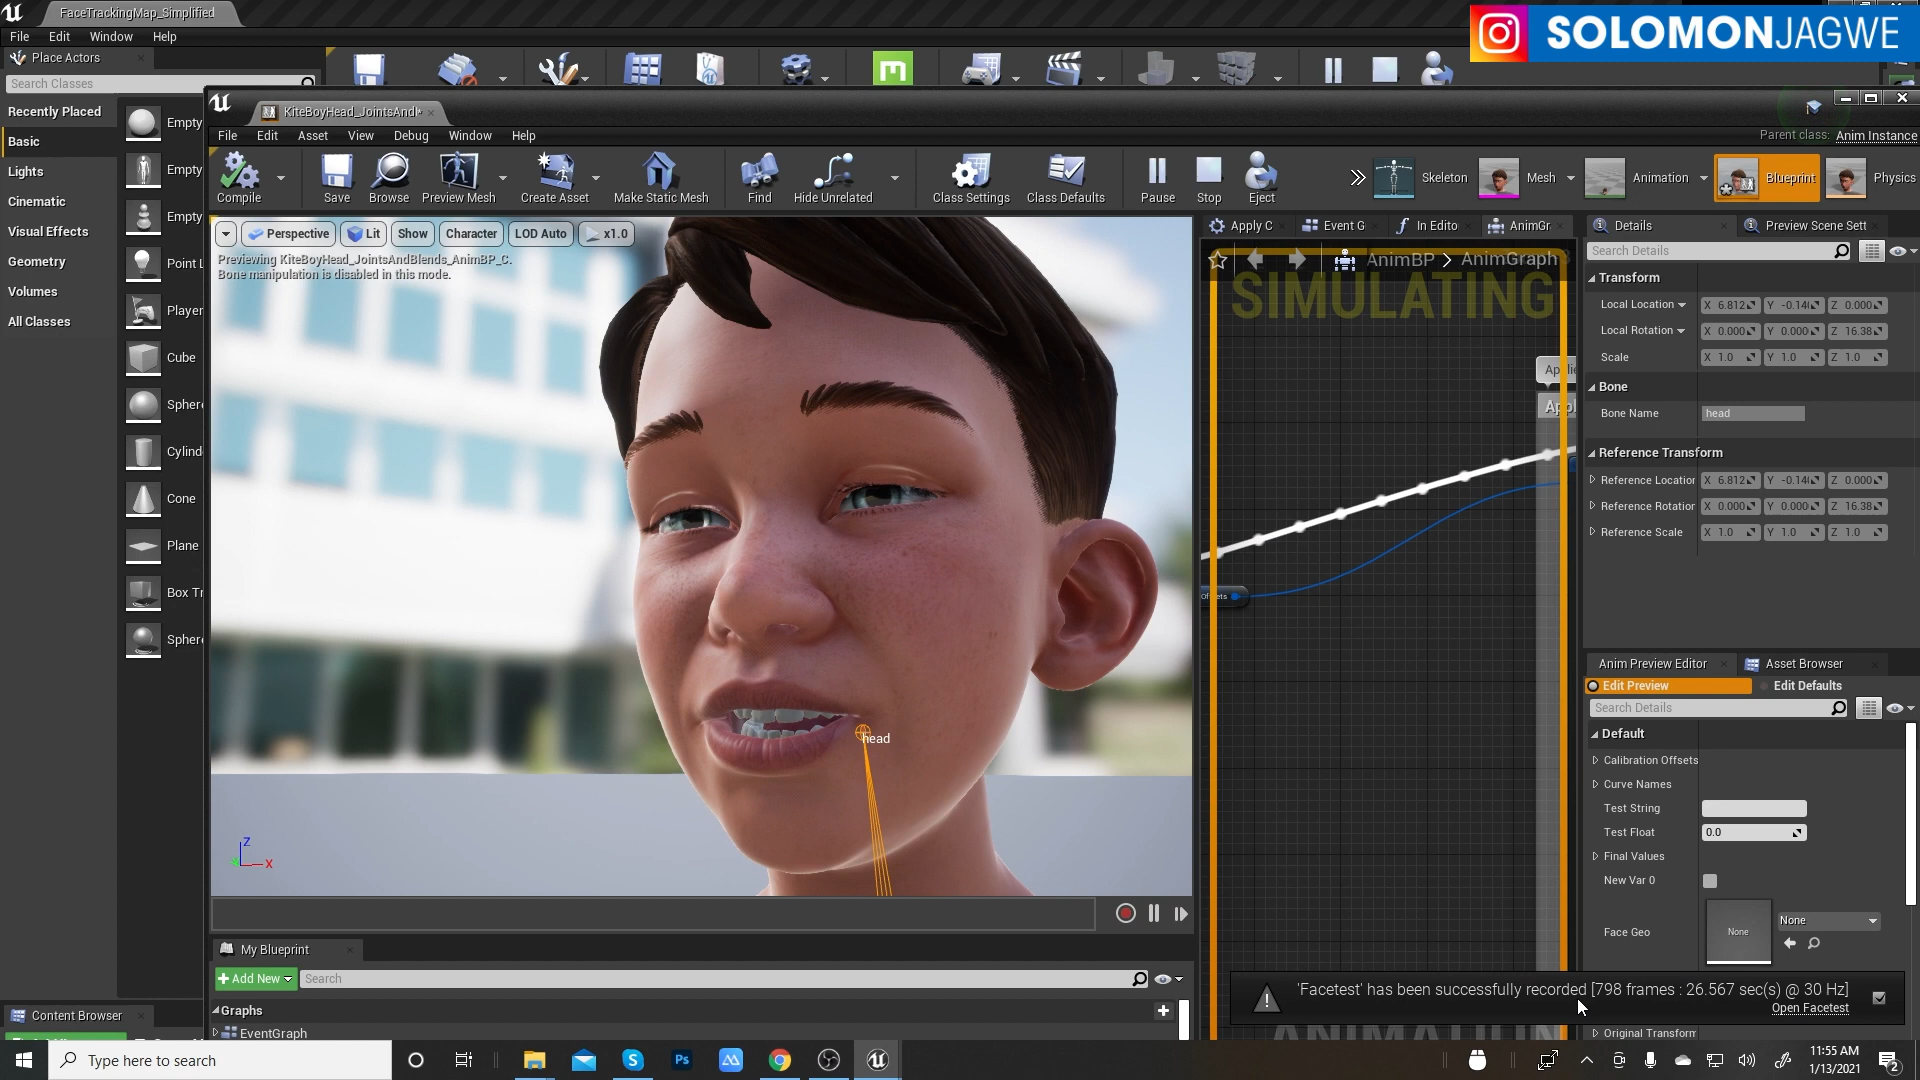 FaceTrackingMap_Simplified
SOLOMONJAGWE
File Edit Window Help
Place Actors
Search Classes
Recently Placed
Basic
Lights
Cinematic
Visual Effects
Geometry
Volumes
All Classes
Empty
Empty
Empty
Point L
Player
Cube
Sphere
Cylind
Cone
Plane
Box Tr
Sphere
KiteBoyHead_JointsAndl*
File Edit Asset View Debug Window Help
Parent class: Anim Instance
Compile
Save
Browse
Preview Mesh
Create Asset
Make Static Mesh
Find
Hide Unrelated
Class Settings
Class Defaults
Pause
Stop
Eject
Skeleton
Mesh
Animation
Blueprint
Physics
Perspective
Lit
Show
Character
LOD Auto
x1.0
Previewing KiteBoyHead_JointsAndBlends_AnimBP_C.
Bone manipulation is disabled in this mode.
head
Z
X
Apply C
Event G
In Edito
AnimGr
AnimBP > AnimGraph
SIMULATING
Applie
Appl
Offsets
ANIMATION
Details
Preview Scene Sett
Search Details
Transform
Local Location X 6.812 Y -0.14 Z 0.000
Local Rotation X 0.000 Y 0.000 Z 16.38
Scale X 1.0 Y 1.0 Z 1.0
Bone
Bone Name head
Reference Transform
Reference Location X 6.812 Y -0.14 Z 0.000
Reference Rotation X 0.000 Y 0.000 Z 16.38
Reference Scale X 1.0 Y 1.0 Z 1.0
Anim Preview Editor
Asset Browser
Edit Preview
Edit Defaults
Search Details
Default
Calibration Offsets
Curve Names
Test String
Test Float 0.0
Final Values
New Var 0
Face Geo
None
None
Original Transform
My Blueprint
Add New
Search
Graphs
EventGraph
'Facetest' has been successfully recorded [798 frames : 26.567 sec(s) @ 30 Hz]
Open Facetest
Content Browser
Type here to search
Ps
11:55 AM
1/13/2021
2